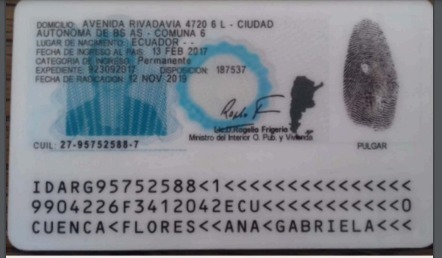 DOMICILIO: AVENIDA RIVADAVIA 4720 6 L - CIUDAD
AUTONOMA DE BS AS - COMUNA 6
LUGAR DE NACIMIENTO: ECUADOR --
FECHA DE INGRESO AL PAIS: 13 FEB 2017
CATEGORIA DE INGRESO: Permanente
EXPEDIENTE: 923092017 DISPOSICION: 187537
FECHA DE RADICACION: 12 NOV
Rogelio Frigerio
Ministro del Interior O. Pub. y Vivienda
CUIL: 27-95752588-7
PULGAR
IDARG95752588<1<<<<<<<<<<<<<<<
9904226F3412042ECU<<<<<<<<<<<0
CUENCA<FLORES<<ANA<GABRIELA<<<